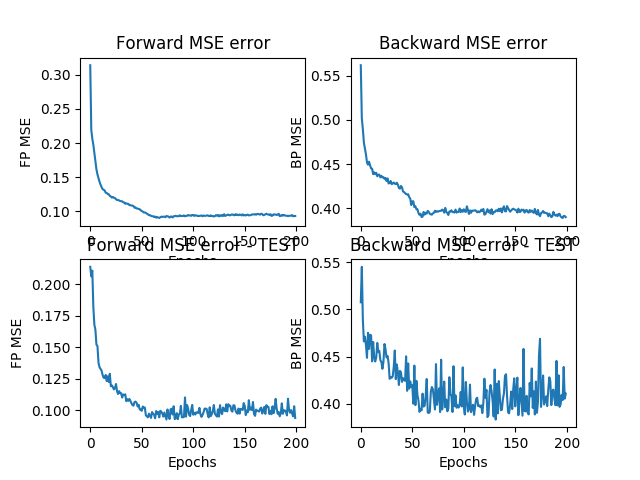 Forward MSE error
Backward MSE error
0.30
0.25
0.20
0.15
0.10
FP MSE
0 50 100 150 200
Epochs
0.55
0.50
0.45
0.40
BP MSE
0 50 100 150 200
Epochs
Forward MSE error - TEST
Backward MSE error - TEST
0.200
0.175
0.150
0.125
0.100
FP MSE
0 50 100 150 200
Epochs
0.55
0.50
0.45
0.40
BP MSE
0 50 100 150 200
Epochs